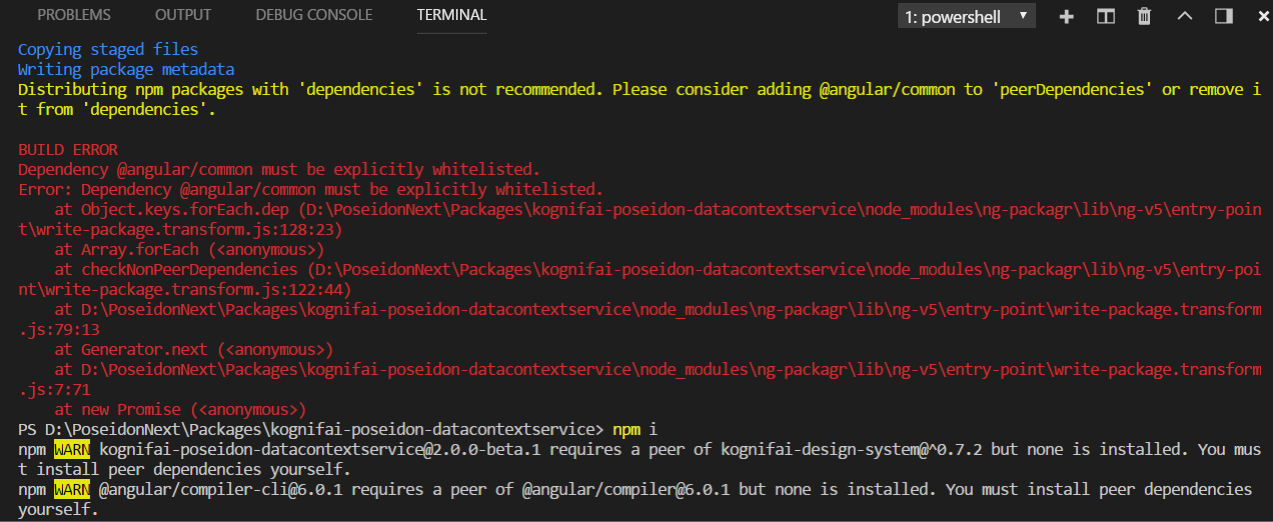 PROBLEMS OUTPUT DEBUG CONSOLE TERMINAL 1: powershell
Copying staged files
Writing package metadata
Distributing npm packages with 'dependencies' is not recommended. Please consider adding @angular/common to 'peerDependencies' or remove i
t from 'dependencies'.
BUILD ERROR
Dependency @angular/common must be explicitly whitelisted.
Error: Dependency @angular/common must be explicitly whitelisted.
at Object.keys.forEach.dep (D:\PoseidonNext\Packages\kognifai-poseidon-datacontextservice\node_modules\ng-packagr\lib\ng-v5\entry-poin
t\write-package.transform.js:128:23)
at Array.forEach (<anonymous>)
at checkNonPeerDependencies (D:\PoseidonNext\Packages\kognifai-poseidon-datacontextservice\node_modules\ng-packagr\lib\ng-v5\entry-poi
nt\write-package.transform.js:122:44)
at D:\PoseidonNext\Packages\kognifai-poseidon-datacontextservice\node_modules\ng-packagr\lib\ng-v5\entry-point\write-package.transform
.js:79:13
at Generator.next (<anonymous>)
at D:\PoseidonNext\Packages\kognifai-poseidon-datacontextservice\node_modules\ng-packagr\lib\ng-v5\entry-point\write-package.transform
.js:7:71
at new Promise (<anonymous>)
PS D:\PoseidonNext\Packages\kognifai-poseidon-datacontextservice> npm i
npm WARN kognifai-poseidon-datacontextservice@2.0.0-beta.1 requires a peer of kognifai-design-system@^0.7.2 but none is installed. You mus
t install peer dependencies yourself.
npm WARN @angular/compiler-cli@6.0.1 requires a peer of @angular/compiler@6.0.1 but none is installed. You must install peer dependencies
yourself.